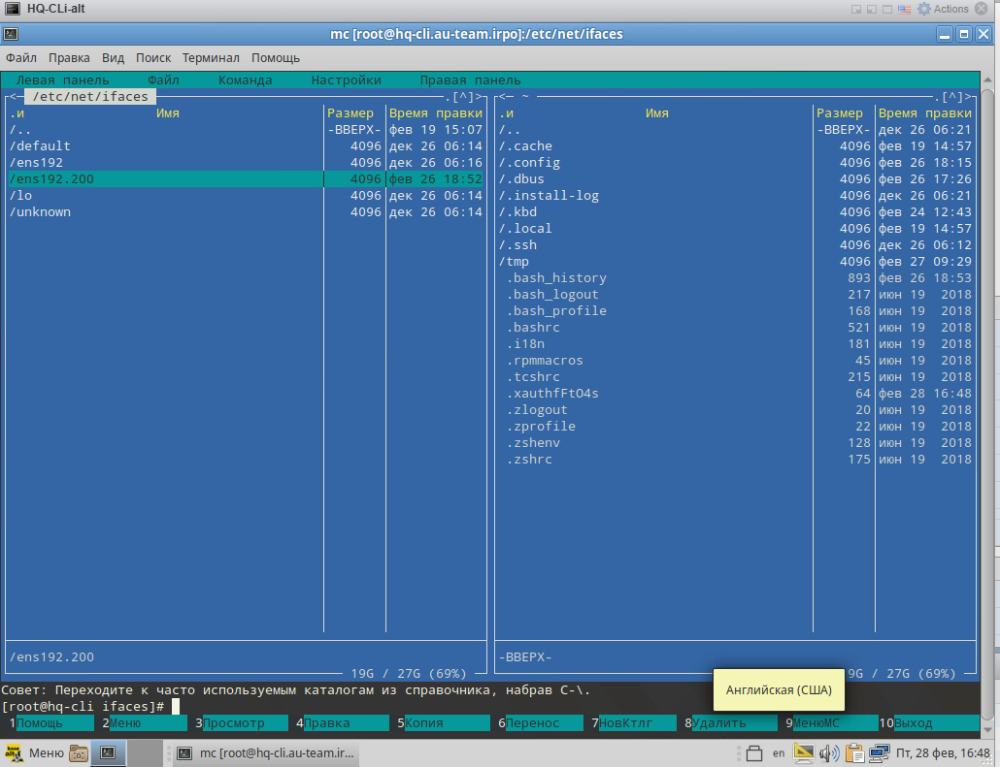 HQ-CLi-alt
Actions
mc [root@hq-cli.au-team.irpo]:/etc/net/ifaces
Файл Правка Вид Поиск Терминал Помощь
Левая панель Файл Команда Настройки Правая панель
<— /etc/net/ifaces .[^]>
.и Имя Размер Время правки
/.. -ВВЕРХ- фев 19 15:07
/default 4096 дек 26 06:14
/ens192 4096 дек 26 06:16
/ens192.200 4096 фев 26 18:52
/lo 4096 дек 26 06:14
/unknown 4096 дек 26 06:14
/ens192.200
19G / 27G (69%)
<— ~ .[^]>
.и Имя Размер Время правки
/.. -ВВЕРХ- дек 26 06:21
/.cache 4096 фев 19 14:57
/.config 4096 фев 26 18:15
/.dbus 4096 фев 26 17:26
/.install-log 4096 дек 26 06:21
/.kbd 4096 фев 24 12:43
/.local 4096 фев 19 14:57
/.ssh 4096 дек 26 06:12
/tmp 4096 фев 27 09:29
.bash_history 893 фев 26 18:53
.bash_logout 217 июн 19 2018
.bash_profile 168 июн 19 2018
.bashrc 521 июн 19 2018
.i18n 181 июн 19 2018
.rpmmacros 45 июн 19 2018
.tcshrc 215 июн 19 2018
.xauthfFtO4s 64 фев 28 16:48
.zlogout 20 июн 19 2018
.zprofile 22 июн 19 2018
.zshenv 128 июн 19 2018
.zshrc 175 июн 19 2018
-ВВЕРХ-
9G / 27G (69%)
Совет: Переходите к часто используемым каталогам из справочника, набрав C-\.
Английская (США)
[root@hq-cli ifaces]#
1Помощь 2Меню 3Просмотр 4Правка 5Копия 6Перенос 7НовКтлг 8Удалить 9МенюMC 10Выход
Меню mc [root@hq-cli.au-team.ir... en Пт, 28 фев, 16:48